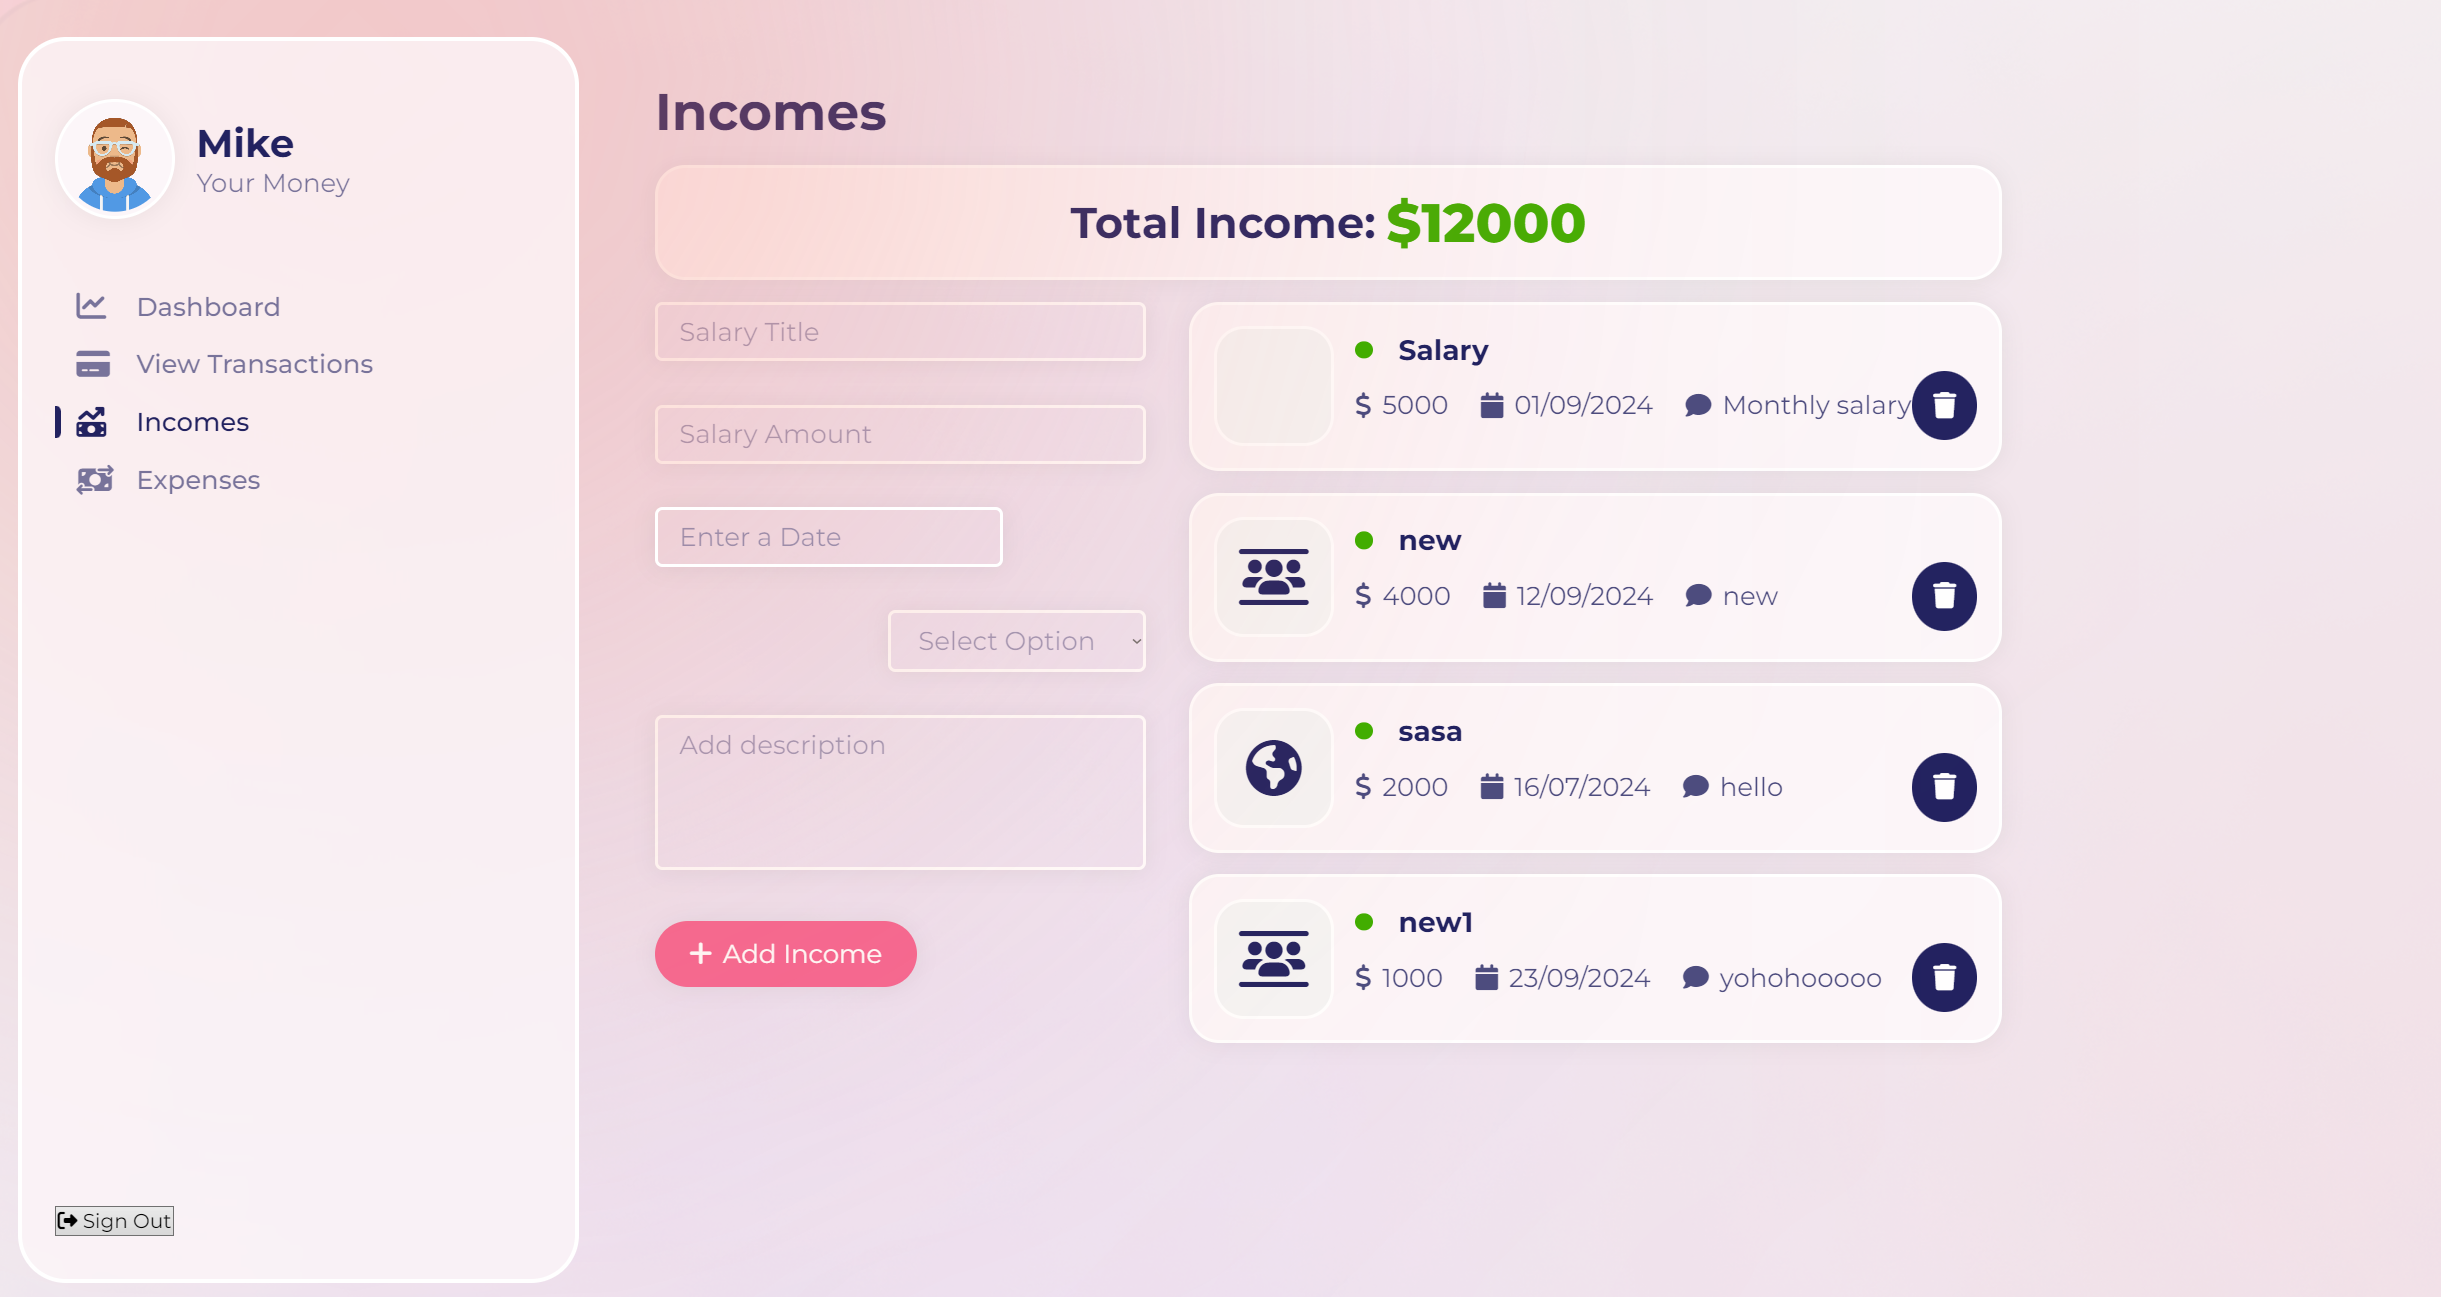 Mike
Your Money
Dashboard
View Transactions
Incomes
Expenses
Sign Out
Incomes
Total Income: $12000
Salary Title
Salary Amount
Enter a Date
Select Option
Add description
Add Income
Salary
$ 5000 01/09/2024 Monthly salary
new
$ 4000 12/09/2024 new
sasa
$ 2000 16/07/2024 hello
new1
$ 1000 23/09/2024 yohohooooo